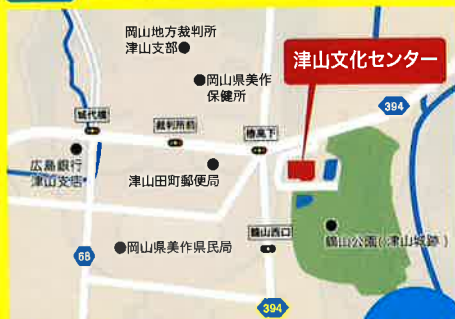 岡山地方裁判所
津山支部
岡山県美作
保健所
津山文化センター
394
城代橋
裁判所前
椿高下
広島銀行
津山支店
津山田町郵便局
鶴山西口
鶴山公園(津山城跡)
岡山県美作県民局
68
394